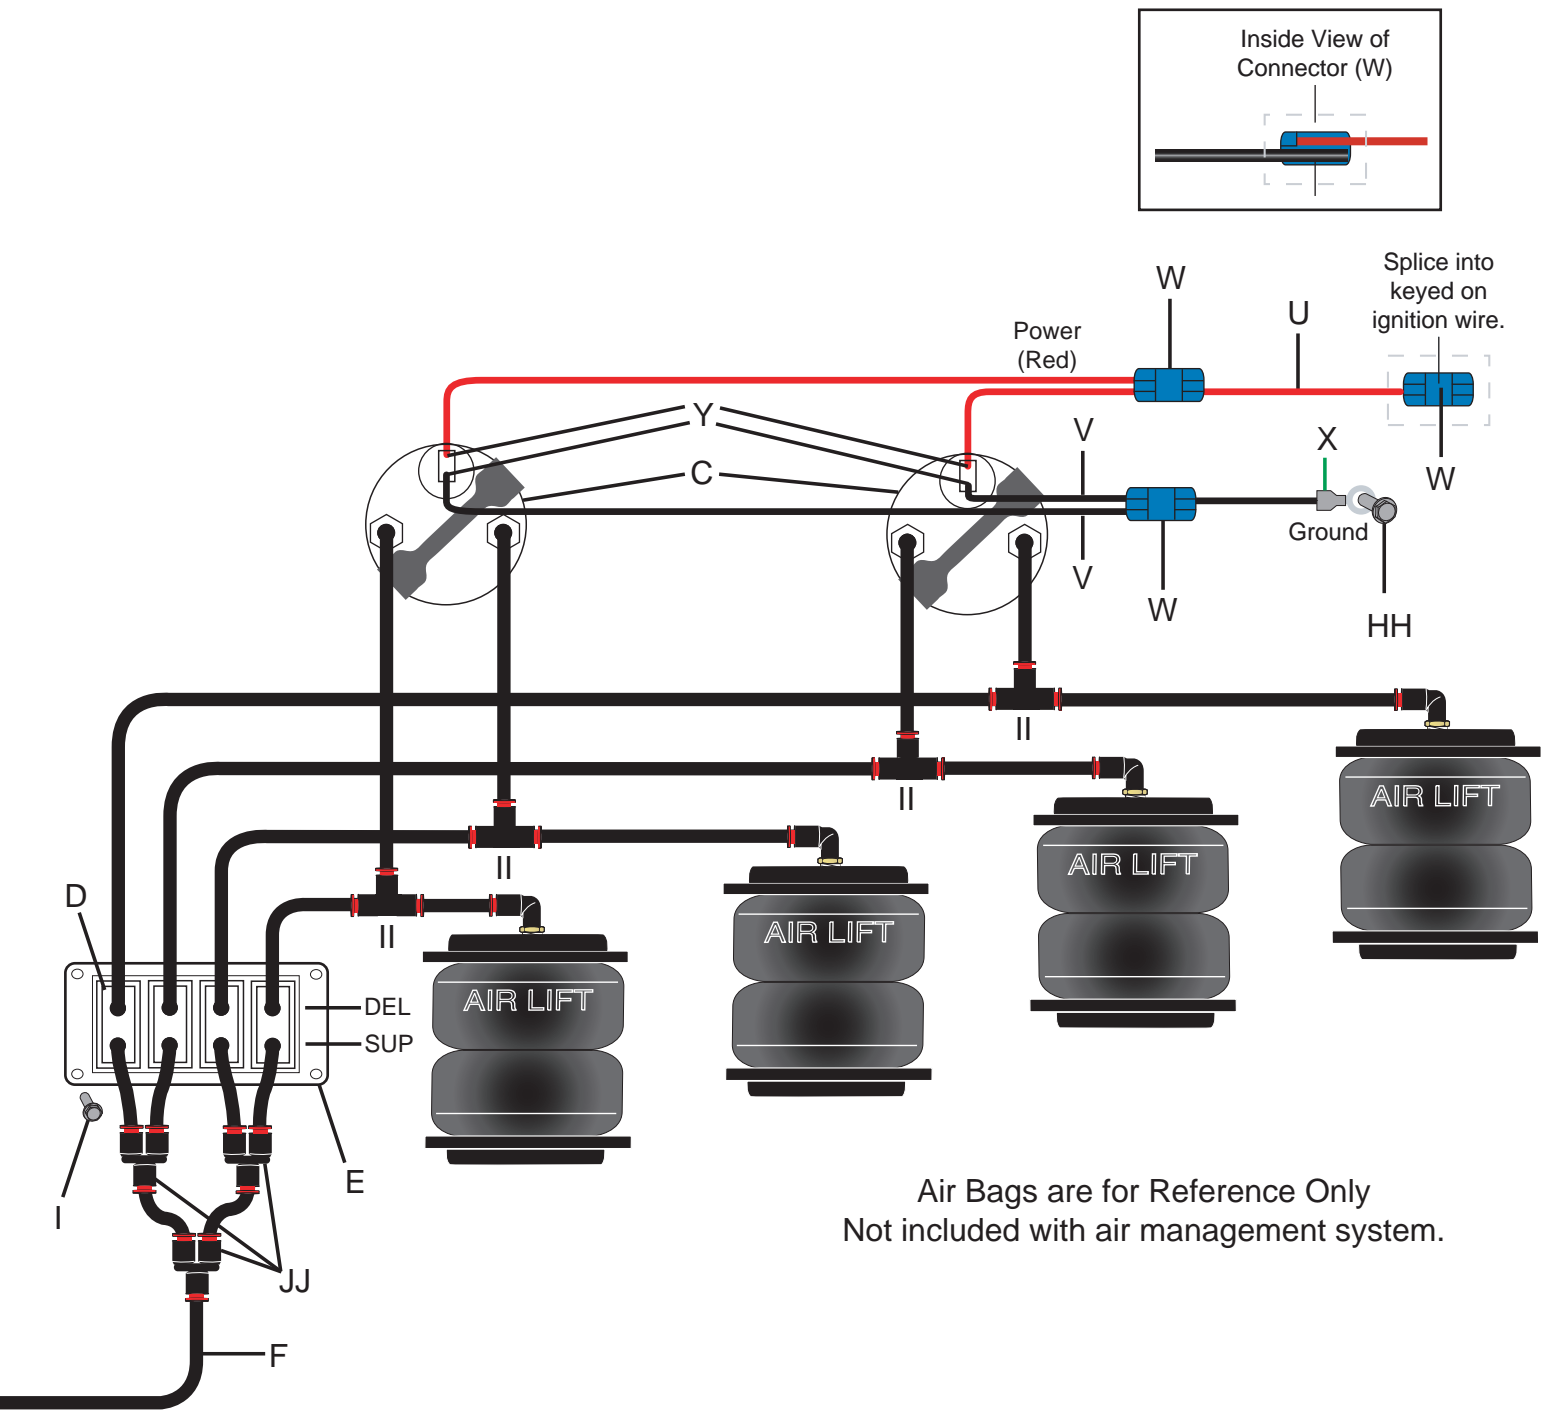 Inside View of
Connector (W)
Splice into
keyed on
ignition wire.
W
U
Power
(Red)
Y
V
C
X
W
Ground
V
W
HH
II
AIR LIFT
II
AIR LIFT
II
D
AIR LIFT
II
AIR LIFT
DEL
SUP
E
I
Air Bags are for Reference Only
Not included with air management system.
JJ
F